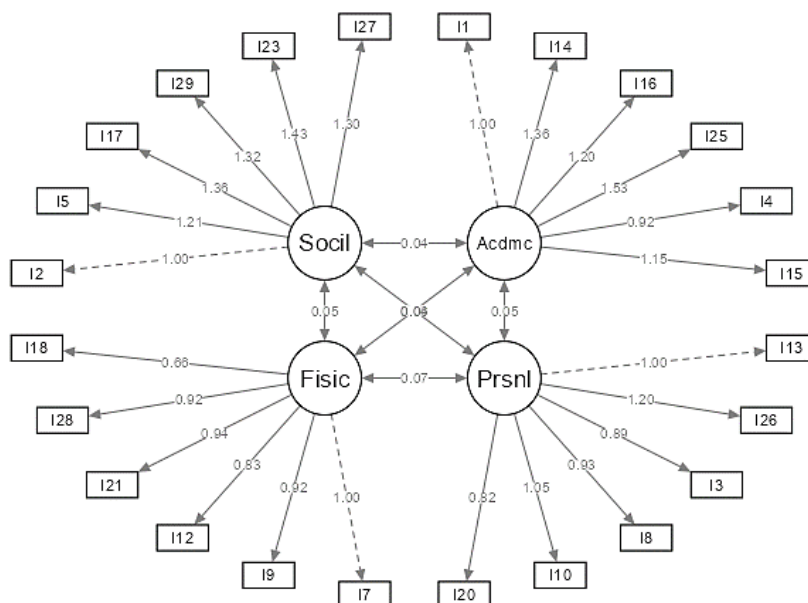 I27
I1
I23
I14
I29
I16
I17
I25
I5
I4
I2
I15
1.30
1.43
1.32
1.36
1.21
1.00
1.00
1.36
1.20
1.53
0.92
1.15
Socil
0.04
Acdmc
0.05
0.05
Fisic
0.07
Prsnl
I18
0.66
1.00
I13
I28
0.92
1.20
I26
I21
0.94
0.89
I3
I12
0.83
0.93
I8
I9
0.92
1.00
0.82
1.05
I10
I7
I20